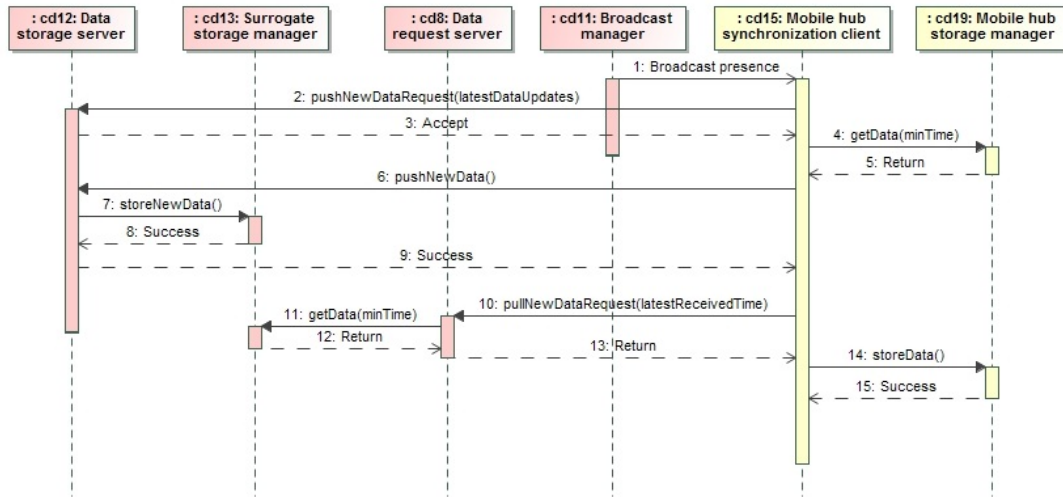 : cd12: Data
storage server
: cd13: Surrogate
storage manager
: cd8: Data
request server
: cd11: Broadcast
manager
: cd15: Mobile hub
synchronization client
: cd19: Mobile hub
storage manager
1: Broadcast presence
2: pushNewDataRequest(latestDataUpdates)
3: Accept
4: getData(minTime)
5: Return
6: pushNewData()
7: storeNewData()
8: Success
9: Success
10: pullNewDataRequest(latestReceivedTime)
11: getData(minTime)
12: Return
13: Return
14: storeData()
15: Success